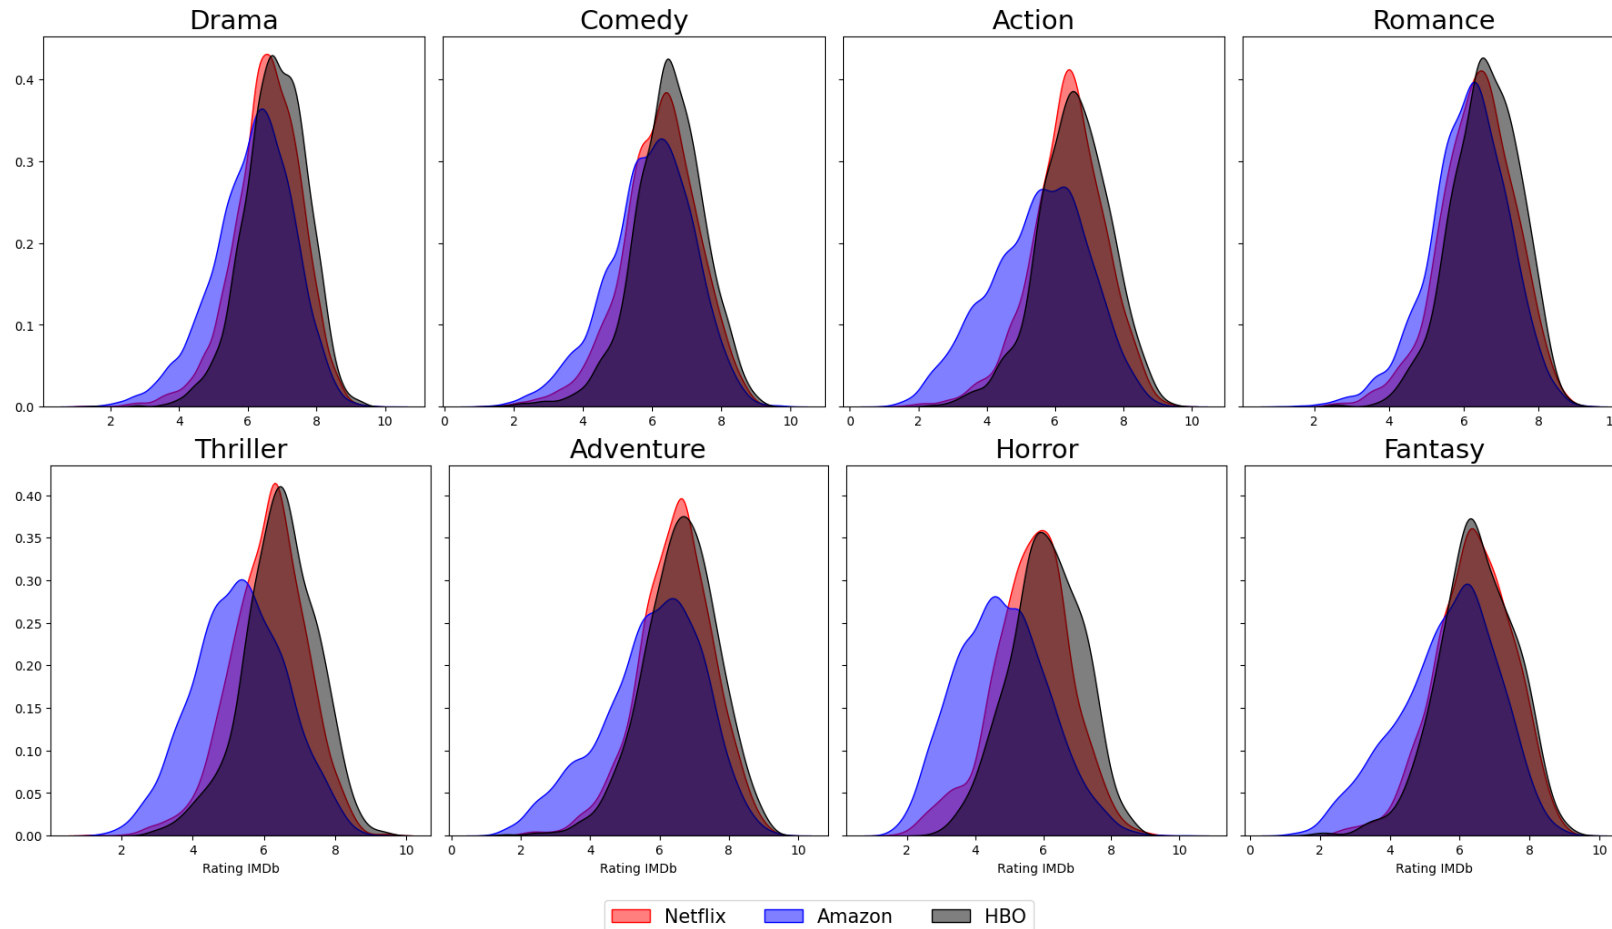 Drama Comedy Action Romance
0.4
0.3
0.2
0.1
0.0
2 4 6 8 10 2 4 6 8 10 0 2 4 6 8 10 2 4 6 8
Thriller Adventure Horror Fantasy
0.40
0.35
0.30
0.25
0.20
0.15
0.10
0.05
0.00
2 4 6 8 10 0 2 4 6 8 10 2 4 6 8 10 0 2 4 6 8 10
Rating IMDb Rating IMDb Rating IMDb Rating IMDb
Netflix Amazon HBO